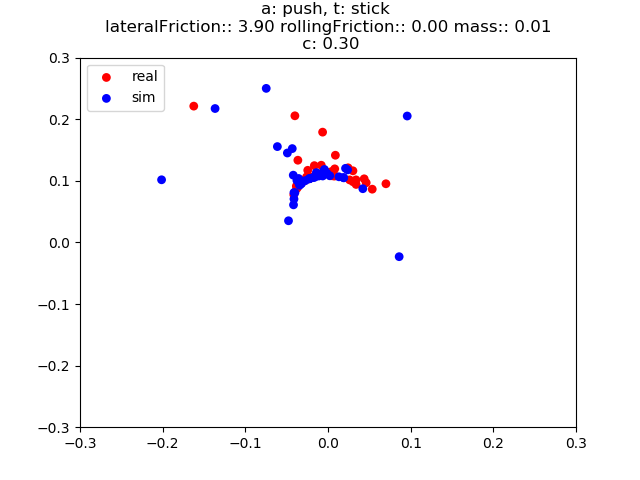 a: push, t: stick
lateralFriction:: 3.90 rollingFriction:: 0.00 mass:: 0.01
c: 0.30
real
sim
0.3
0.2
0.1
0.0
−0.1
−0.2
−0.3
−0.3 −0.2 −0.1 0.0 0.1 0.2 0.3